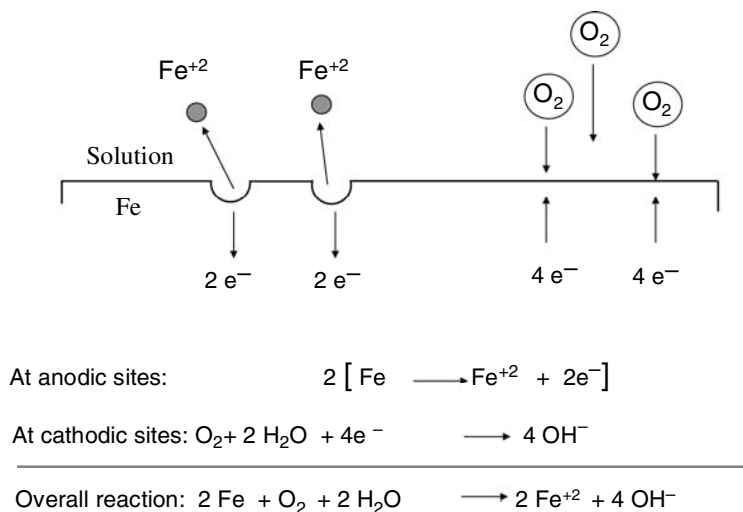 O₂
Fe⁺² Fe⁺²
O₂ O₂
Solution
Fe
2 e⁻ 2 e⁻ 4 e⁻ 4 e⁻
At anodic sites: 2 [ Fe ⟶ Fe⁺² + 2e⁻]
At cathodic sites: O₂+ 2 H₂O + 4e⁻ ⟶ 4 OH⁻
Overall reaction: 2 Fe + O₂ + 2 H₂O ⟶ 2 Fe⁺² + 4 OH⁻